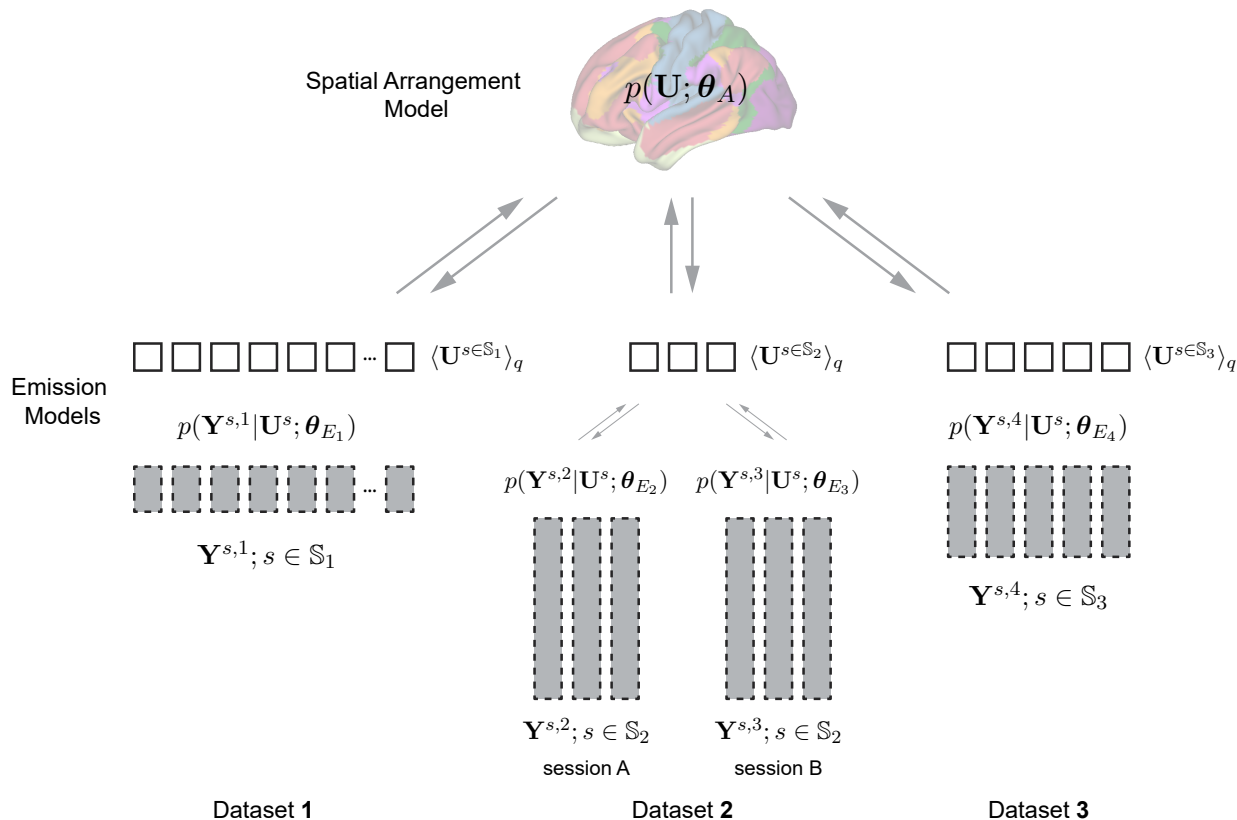 Spatial Arrangement
Model
p(𝐔; 𝜽_A)
⟨𝐔^{s∈𝕊_1}⟩_q
⟨𝐔^{s∈𝕊_2}⟩_q
⟨𝐔^{s∈𝕊_3}⟩_q
...
Emission
Models
p(𝐘^{s,1}|𝐔^s; 𝜽_{E_1})
p(𝐘^{s,4}|𝐔^s; 𝜽_{E_4})
p(𝐘^{s,2}|𝐔^s; 𝜽_{E_2})
p(𝐘^{s,3}|𝐔^s; 𝜽_{E_3})
...
𝐘^{s,1}; s ∈ 𝕊_1
𝐘^{s,4}; s ∈ 𝕊_3
𝐘^{s,2}; s ∈ 𝕊_2
𝐘^{s,3}; s ∈ 𝕊_2
session A
session B
Dataset 1
Dataset 2
Dataset 3